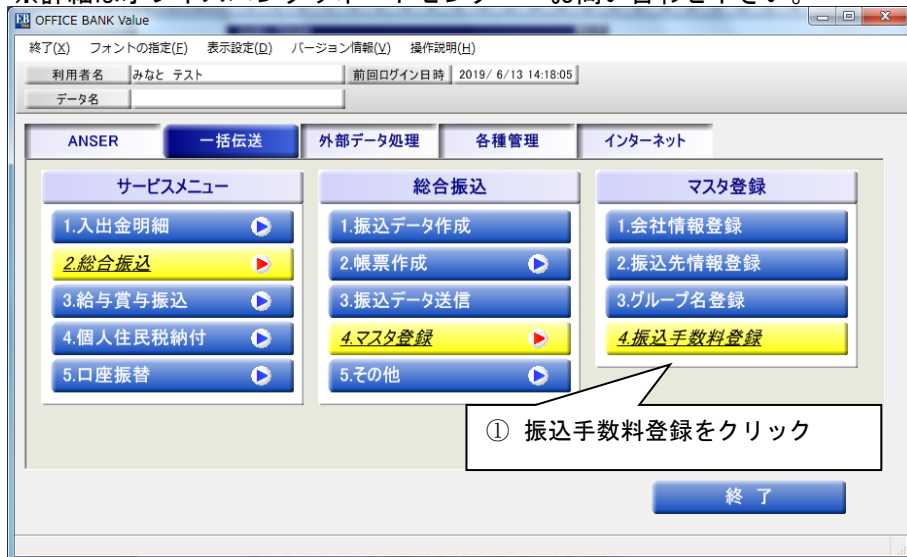 OFFICE BANK Value
終了(X) フォントの指定(F) 表示設定(D) バージョン情報(V) 操作説明(H)
利用者名 みなと テスト 前回ログイン日時 2019/ 6/13 14:18:05
データ名
ANSER 一括伝送 外部データ処理 各種管理 インターネット
サービスメニュー 総合振込 マスタ登録
1.入出金明細 1.振込データ作成 1.会社情報登録
2.総合振込 2.帳票作成 2.振込先情報登録
3.給与賞与振込 3.振込データ送信 3.グループ名登録
4.個人住民税納付 4.マスタ登録 4.振込手数料登録
5.口座振替 5.その他
① 振込手数料登録をクリック
終 了